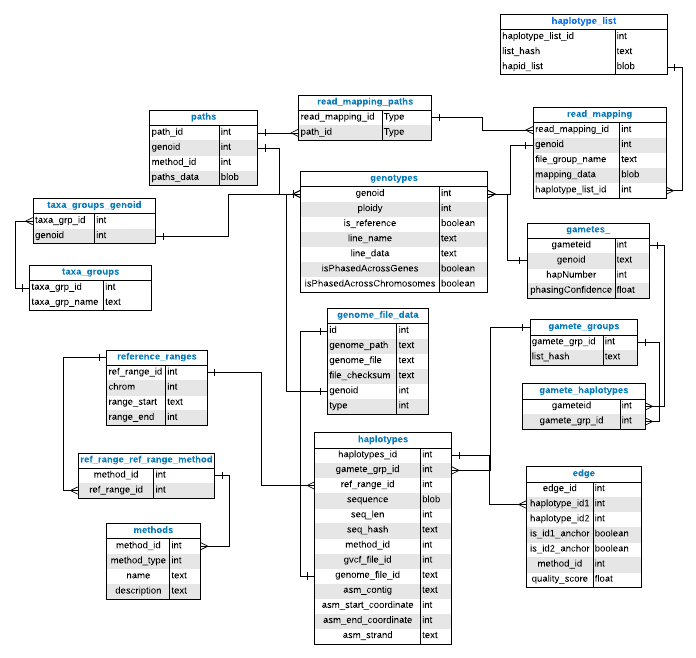 haplotype_list
haplotype_list_id int
list_hash text
hapid_list blob
read_mapping_paths
read_mapping_id Type
path_id Type
paths
path_id int
genoid int
method_id int
paths_data blob
read_mapping
read_mapping_id int
genoid int
file_group_name text
mapping_data blob
haplotype_list_id int
genotypes
genoid int
ploidy int
is_reference boolean
line_name text
line_data text
isPhasedAcrossGenes boolean
isPhasedAcrossChromosomes boolean
taxa_groups_genoid
taxa_grp_id int
genoid int
gametes_
gameteid int
genoid text
hapNumber int
phasingConfidence float
taxa_groups
taxa_grp_id int
taxa_grp_name text
genome_file_data
id int
genome_path text
genome_file text
file_checksum text
genoid int
type int
gamete_groups
gamete_grp_id int
list_hash text
reference_ranges
ref_range_id int
chrom int
range_start text
range_end int
gamete_haplotypes
gameteid int
gamete_grp_id int
haplotypes
haplotypes_id int
gamete_grp_id int
ref_range_id int
sequence blob
seq_len int
seq_hash text
method_id int
gvcf_file_id int
genome_file_id text
asm_contig text
asm_start_coordinate int
asm_end_coordinate int
asm_strand text
ref_range_ref_range_method
method_id int
ref_range_id int
edge
edge_id int
haplotype_id1 int
haplotype_id2 int
is_id1_anchor boolean
is_id2_anchor boolean
method_id int
quality_score float
methods
method_id int
method_type int
name text
description text